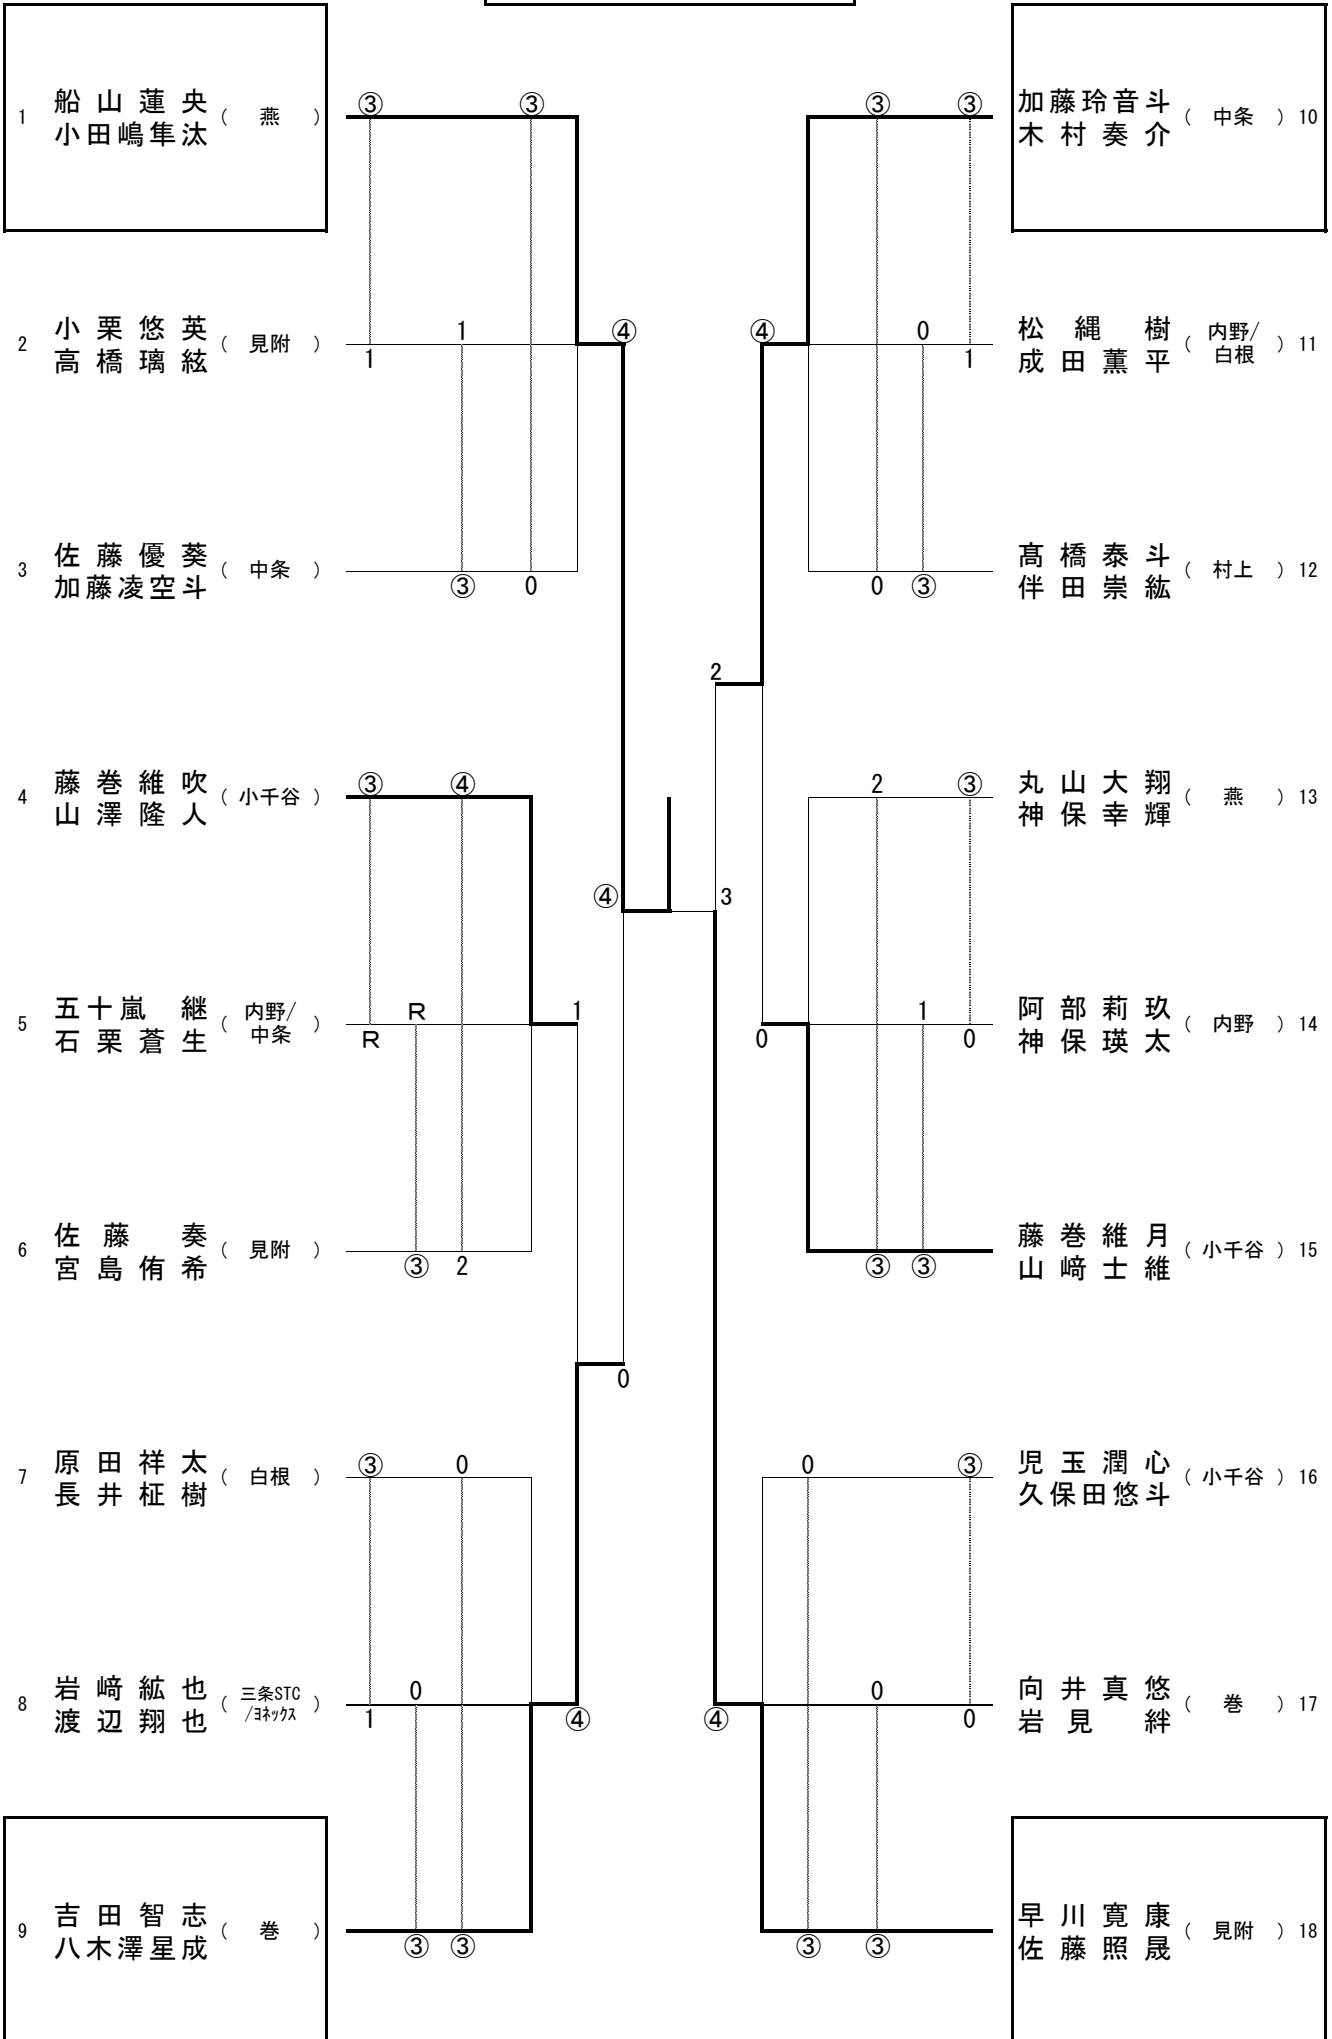 1 船山蓮央 小田嶋隼汰 ( 燕 )
2 小栗悠英 高橋璃絃 ( 見附 )
3 佐藤優葵 加藤凌空斗 ( 中条 )
4 藤巻維吹 山澤隆人 ( 小千谷 )
5 五十嵐 継 石栗蒼生 ( 内野/中条 )
6 佐藤 奏 宮島侑希 ( 見附 )
7 原田祥太 長井柾樹 ( 白根 )
8 岩﨑紘也 渡辺翔也 ( 三条STC/ﾖﾈｯｸｽ )
9 吉田智志 八木澤星成 ( 巻 )
③ ③
1 1
③ 0
④
③ ④
R R
③ 2
1
③ 0
1 0
③ ③
④
0
④
3
2
④
③ ③
0 1
0 ③
2 ③
1 0
③ ③
0
0 ③
0 0
③ ③
④
加藤玲音斗 木村奏介 ( 中条 ) 10
松縄樹 成田薫平 ( 内野/白根 ) 11
髙橋泰斗 伴田崇紘 ( 村上 ) 12
丸山大翔 神保幸輝 ( 燕 ) 13
阿部莉玖 神保瑛太 ( 内野 ) 14
藤巻維月 山﨑士維 ( 小千谷 ) 15
児玉潤心 久保田悠斗 ( 小千谷 ) 16
向井真悠 岩見絆 ( 巻 ) 17
早川寛康 佐藤照晟 ( 見附 ) 18